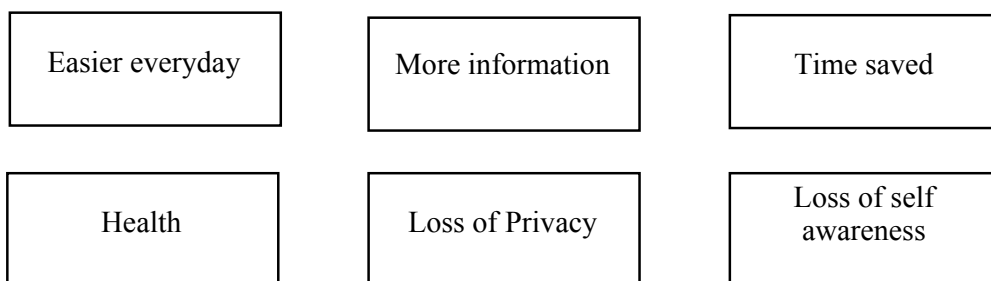 Easier everyday
More information
Time saved
Health
Loss of Privacy
Loss of self
awareness